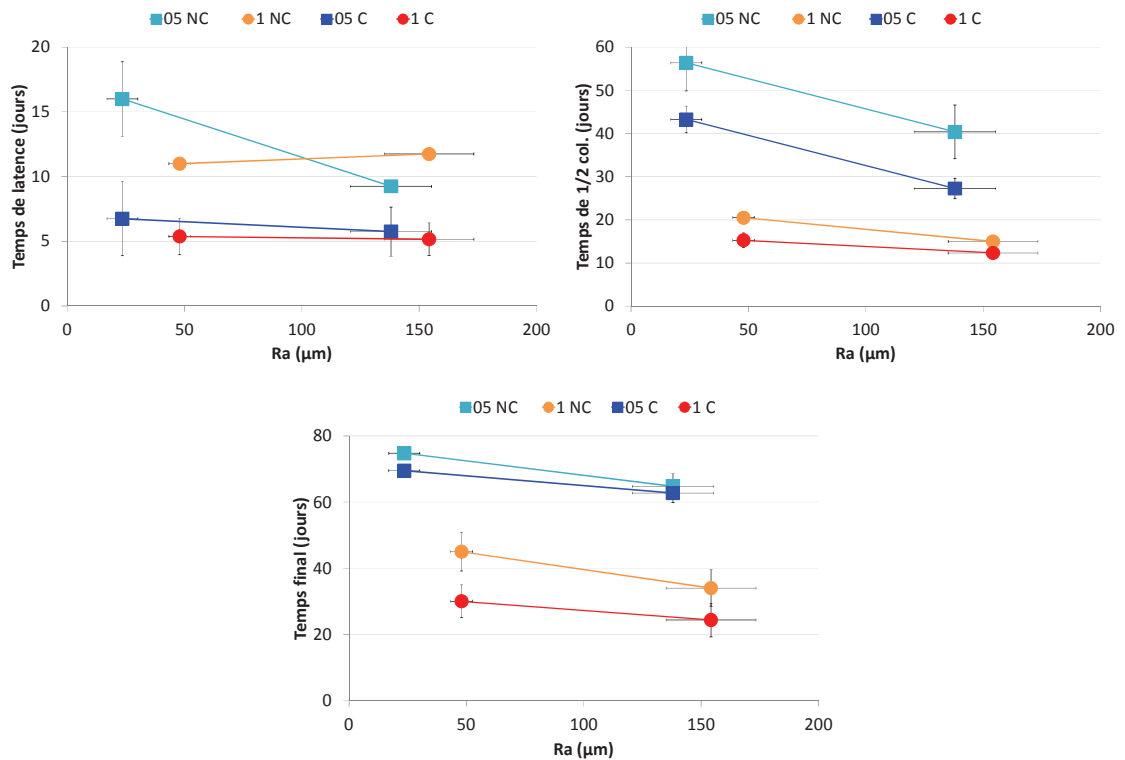 05 NC 1 NC 05 C 1 C
Temps de latence (jours)
20
15
10
5
0
0 50 100 150 200
Ra (µm)
05 NC 1 NC 05 C 1 C
Temps de 1/2 col. (jours)
60
50
40
30
20
10
0
0 50 100 150 200
Ra (µm)
05 NC 1 NC 05 C 1 C
Temps final (jours)
80
60
40
20
0
0 50 100 150 200
Ra (µm)